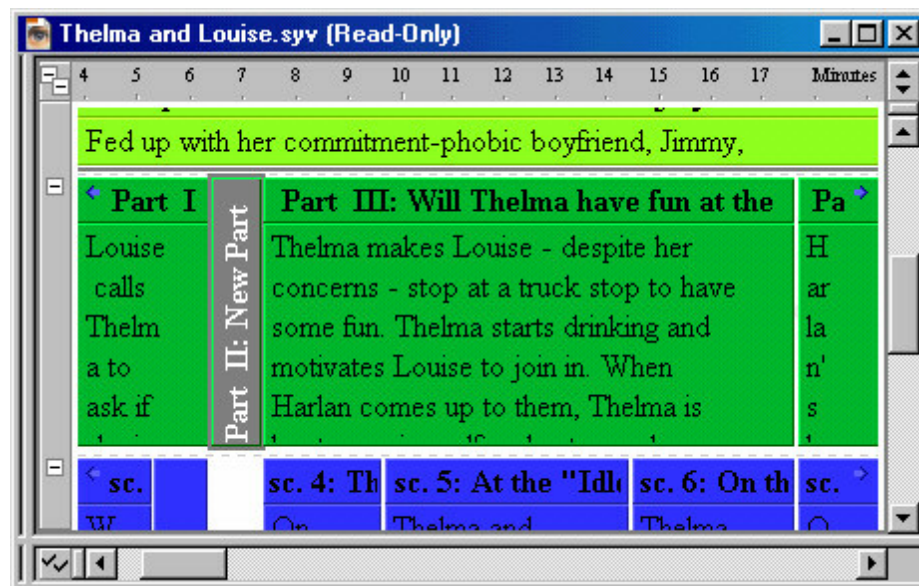 Thelma and Louise.syv (Read-Only)
4 5 6 7 8 9 10 11 12 13 14 15 16 17 Minutes
Fed up with her commitment-phobic boyfriend, Jimmy,
Part I
Louise
calls
Thelm
a to
ask if
Part II: New Part
Part III: Will Thelma have fun at the
Thelma makes Louise - despite her
concerns - stop at a truck stop to have
some fun. Thelma starts drinking and
motivates Louise to join in. When
Harlan comes up to them, Thelma is
Pa
H
ar
la
n'
s
sc.
W
sc. 4: Th
On
sc. 5: At the "Idl
Thelma and
sc. 6: On th
Thelma
sc.
O